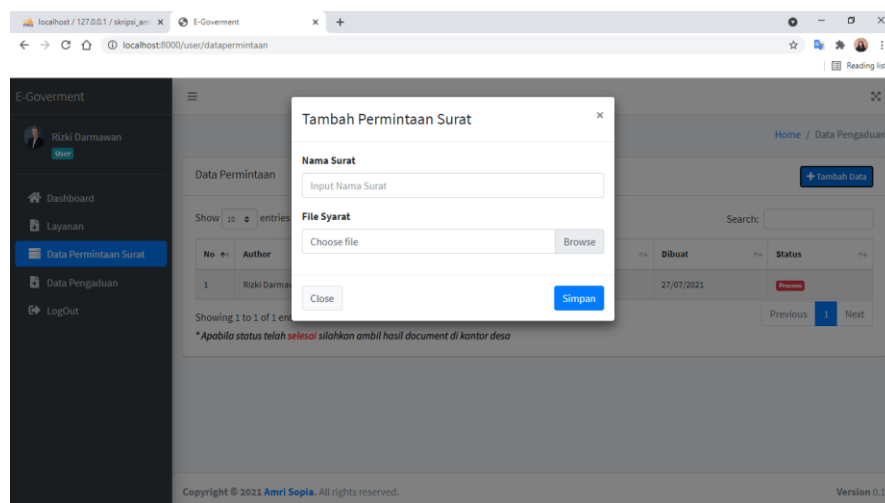 localhost / 127.0.0.1 / skripsi_am
E-Goverment
localhost:8000/user/datapermintaan
Reading list
E-Goverment
Rizki Darmawan
User
Dashboard
Layanan
Data Permintaan Surat
Data Pengaduan
LogOut
Home / Data Pengaduan
Data Permintaan
Tambah Data
Show 10 entries
Search:
No Author Dibuat Status
1 Rizki Darmaw 27/07/2021 Process
Showing 1 to 1 of 1 ent
Previous 1 Next
*Apabila status telah selesai silahkan ambil hasil document di kantor desa
Tambah Permintaan Surat ×
Nama Surat
Input Nama Surat
File Syarat
Choose file Browse
Close Simpan
Copyright © 2021 Amri Sopia. All rights reserved.
Version 0.1